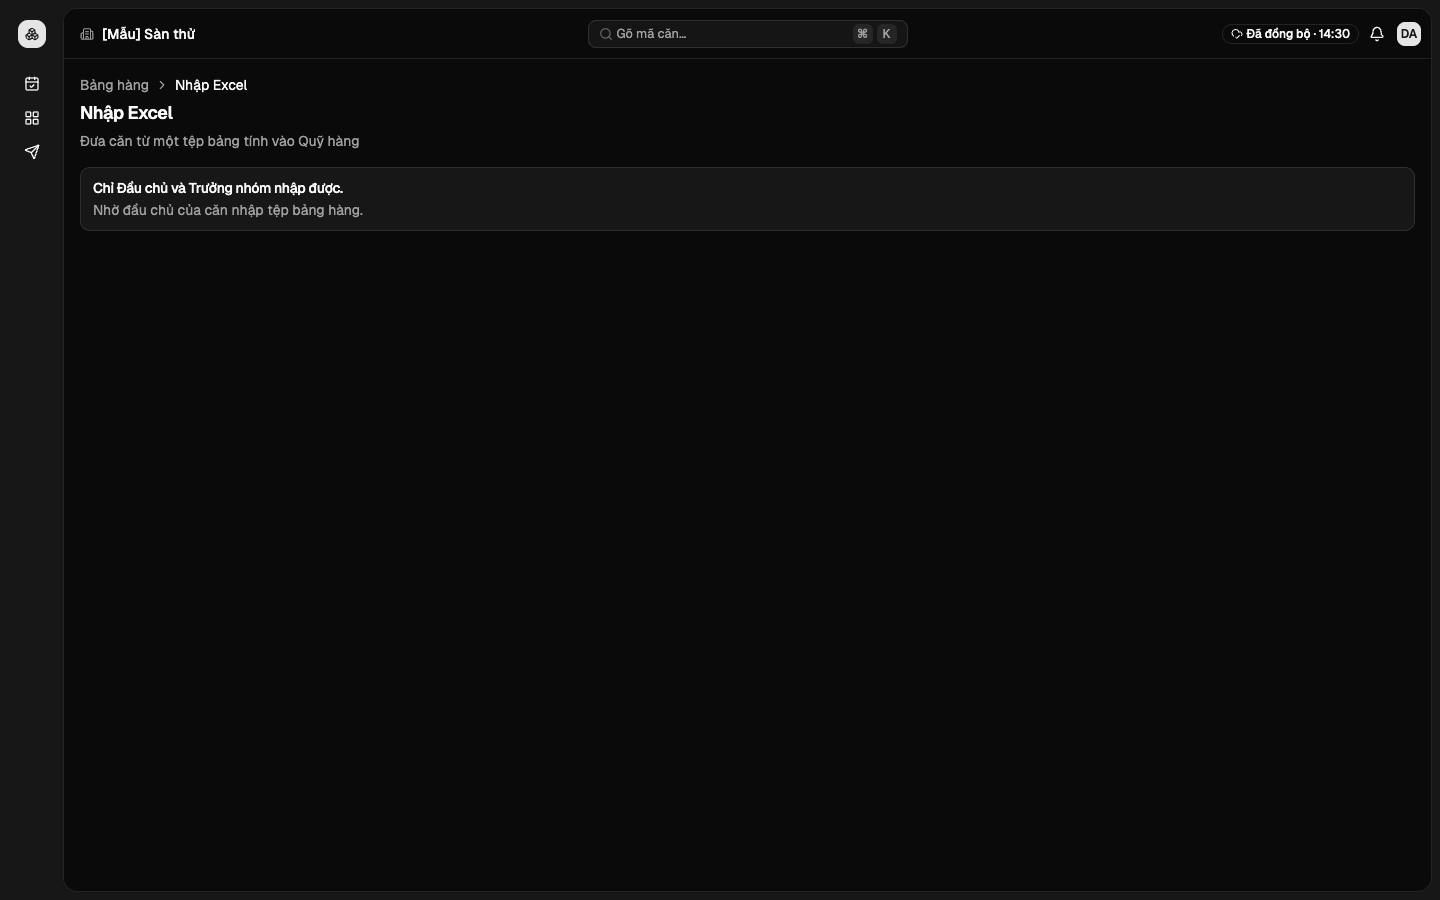 [Mẫu] Sàn thử
Gõ mã căn...
⌘ K
Đã đồng bộ · 14:30
DA
Bảng hàng > Nhập Excel
Nhập Excel
Đưa căn từ một tệp bảng tính vào Quỹ hàng
Chỉ Đầu chủ và Trưởng nhóm nhập được.
Nhờ đầu chủ của căn nhập tệp bảng hàng.